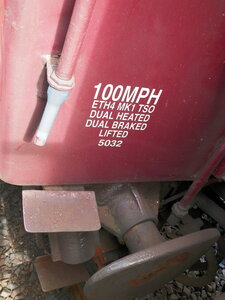 100MPH
ETH4 MK1 TSO
DUAL HEATED
DUAL BRAKED
LIFTED
5032